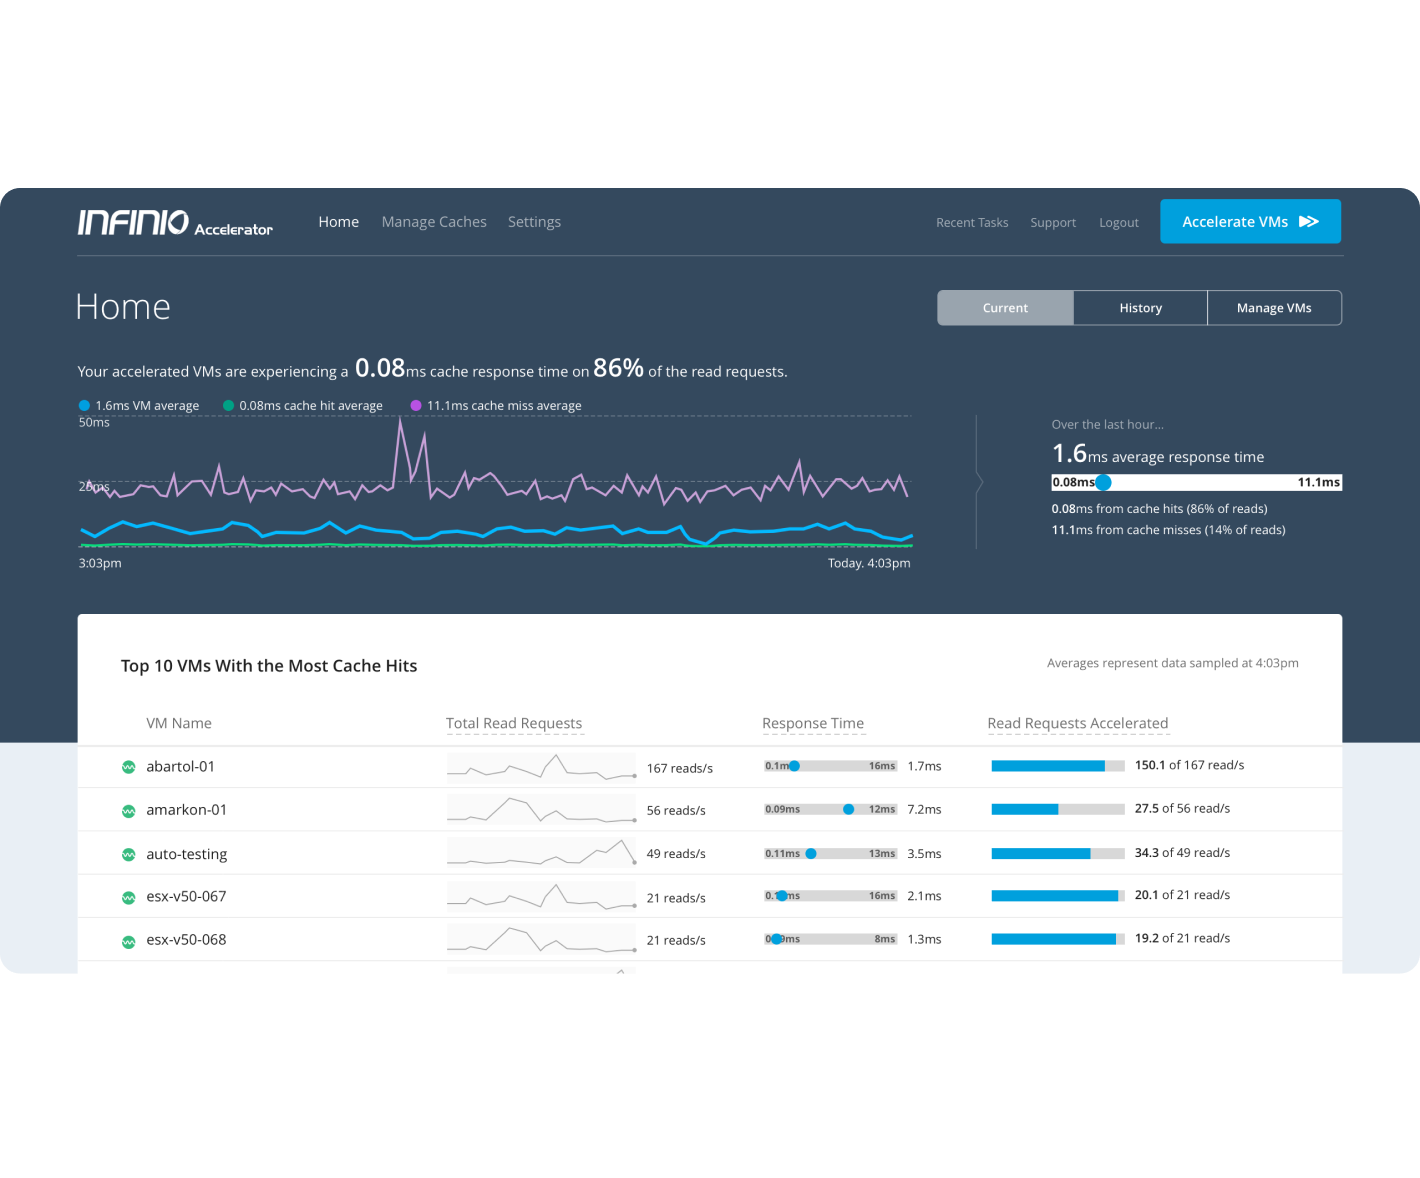 INFINIO Accelerator Home Manage Caches Settings Recent Tasks Support Logout Accelerate VMs
Home Current History Manage VMs
Your accelerated VMs are experiencing a 0.08ms cache response time on 86% of the read requests.
1.6ms VM average 0.08ms cache hit average 11.1ms cache miss average
50ms
25ms
3:03pm Today. 4:03pm
Over the last hour...
1.6ms average response time
0.08ms 11.1ms
0.08ms from cache hits (86% of reads)
11.1ms from cache misses (14% of reads)
Top 10 VMs With the Most Cache Hits Averages represent data sampled at 4:03pm
VM Name Total Read Requests Response Time Read Requests Accelerated
abartol-01 167 reads/s 0.1m 16ms 1.7ms 150.1 of 167 read/s
amarkon-01 56 reads/s 0.09ms 12ms 7.2ms 27.5 of 56 read/s
auto-testing 49 reads/s 0.11ms 13ms 3.5ms 34.3 of 49 read/s
esx-v50-067 21 reads/s 16ms 2.1ms 20.1 of 21 read/s
esx-v50-068 21 reads/s 8ms 1.3ms 19.2 of 21 read/s